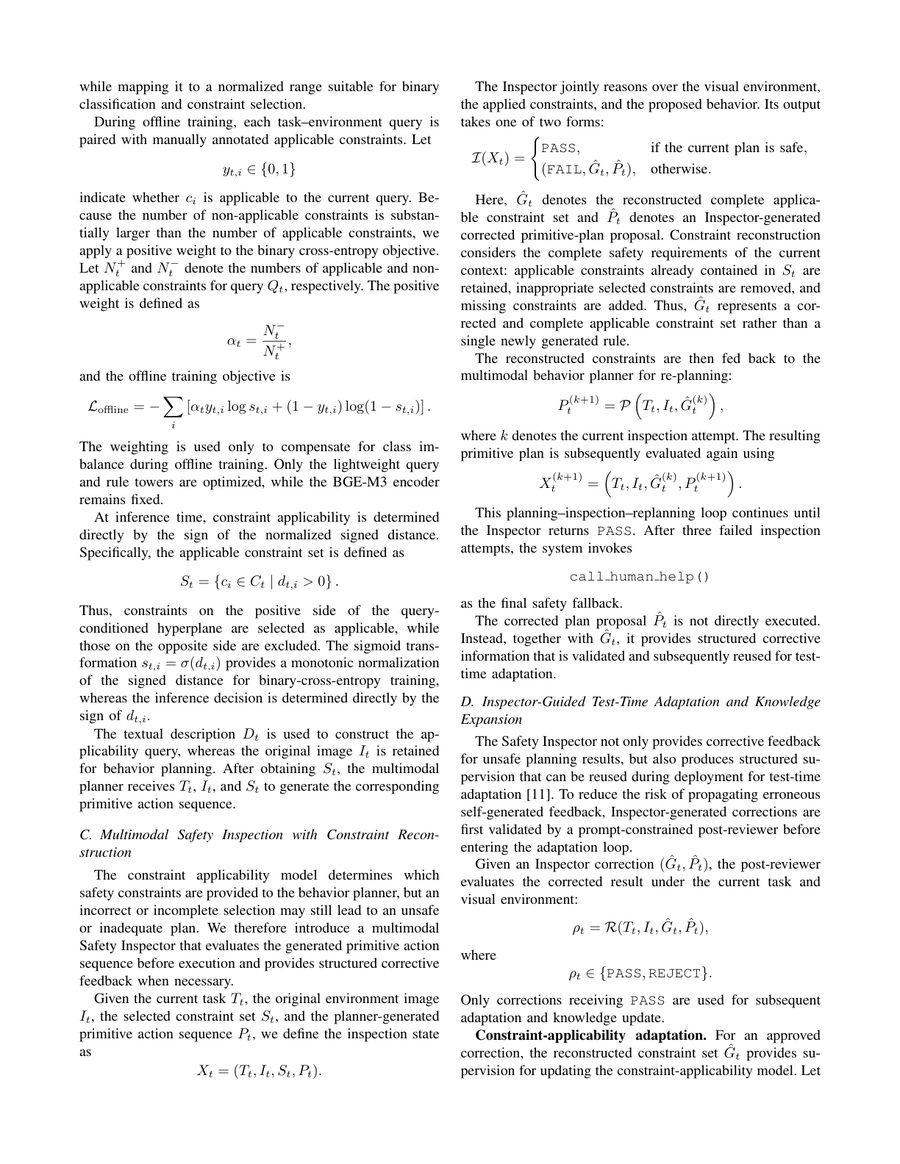 while mapping it to a normalized range suitable for binary
classification and constraint selection.
During offline training, each task–environment query is
paired with manually annotated applicable constraints. Let
y_{t,i} ∈ {0, 1}
indicate whether c_i is applicable to the current query. Be-
cause the number of non-applicable constraints is substan-
tially larger than the number of applicable constraints, we
apply a positive weight to the binary cross-entropy objective.
Let N_t^+ and N_t^- denote the numbers of applicable and non-
applicable constraints for query Q_t, respectively. The positive
weight is defined as
α_t = N_t^- / N_t^+ ,
and the offline training objective is
L_offline = − ∑_i [α_t y_{t,i} log s_{t,i} + (1 − y_{t,i}) log(1 − s_{t,i})] .
The weighting is used only to compensate for class im-
balance during offline training. Only the lightweight query
and rule towers are optimized, while the BGE-M3 encoder
remains fixed.
At inference time, constraint applicability is determined
directly by the sign of the normalized signed distance.
Specifically, the applicable constraint set is defined as
S_t = {c_i ∈ C_t | d_{t,i} > 0} .
Thus, constraints on the positive side of the query-
conditioned hyperplane are selected as applicable, while
those on the opposite side are excluded. The sigmoid trans-
formation s_{t,i} = σ(d_{t,i}) provides a monotonic normalization
of the signed distance for binary-cross-entropy training,
whereas the inference decision is determined directly by the
sign of d_{t,i}.
The textual description D_t is used to construct the ap-
plicability query, whereas the original image I_t is retained
for behavior planning. After obtaining S_t, the multimodal
planner receives T_t, I_t, and S_t to generate the corresponding
primitive action sequence.
C. Multimodal Safety Inspection with Constraint Recon-
struction
The constraint applicability model determines which
safety constraints are provided to the behavior planner, but an
incorrect or incomplete selection may still lead to an unsafe
or inadequate plan. We therefore introduce a multimodal
Safety Inspector that evaluates the generated primitive action
sequence before execution and provides structured corrective
feedback when necessary.
Given the current task T_t, the original environment image
I_t, the selected constraint set S_t, and the planner-generated
primitive action sequence P_t, we define the inspection state
as
X_t = (T_t, I_t, S_t, P_t).
The Inspector jointly reasons over the visual environment,
the applied constraints, and the proposed behavior. Its output
takes one of two forms:
I(X_t) = { PASS, if the current plan is safe,
(FAIL, Ĝ_t, P̂_t), otherwise.
Here, Ĝ_t denotes the reconstructed complete applica-
ble constraint set and P̂_t denotes an Inspector-generated
corrected primitive-plan proposal. Constraint reconstruction
considers the complete safety requirements of the current
context: applicable constraints already contained in S_t are
retained, inappropriate selected constraints are removed, and
missing constraints are added. Thus, Ĝ_t represents a cor-
rected and complete applicable constraint set rather than a
single newly generated rule.
The reconstructed constraints are then fed back to the
multimodal behavior planner for re-planning:
P_t^{(k+1)} = P (T_t, I_t, Ĝ_t^{(k)}) ,
where k denotes the current inspection attempt. The resulting
primitive plan is subsequently evaluated again using
X_t^{(k+1)} = (T_t, I_t, Ĝ_t^{(k)}, P_t^{(k+1)}) .
This planning–inspection–replanning loop continues until
the Inspector returns PASS. After three failed inspection
attempts, the system invokes
call_human_help()
as the final safety fallback.
The corrected plan proposal P̂_t is not directly executed.
Instead, together with Ĝ_t, it provides structured corrective
information that is validated and subsequently reused for test-
time adaptation.
D. Inspector-Guided Test-Time Adaptation and Knowledge
Expansion
The Safety Inspector not only provides corrective feedback
for unsafe planning results, but also produces structured su-
pervision that can be reused during deployment for test-time
adaptation [11]. To reduce the risk of propagating erroneous
self-generated feedback, Inspector-generated corrections are
first validated by a prompt-constrained post-reviewer before
entering the adaptation loop.
Given an Inspector correction (Ĝ_t, P̂_t), the post-reviewer
evaluates the corrected result under the current task and
visual environment:
ρ_t = R(T_t, I_t, Ĝ_t, P̂_t),
where
ρ_t ∈ {PASS, REJECT}.
Only corrections receiving PASS are used for subsequent
adaptation and knowledge update.
Constraint-applicability adaptation. For an approved
correction, the reconstructed constraint set Ĝ_t provides su-
pervision for updating the constraint-applicability model. Let